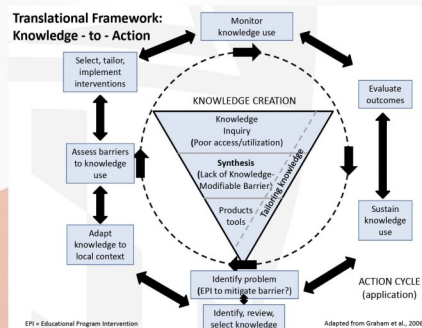 Translational Framework:
Knowledge - to - Action
Monitor
knowledge use
Select, tailor,
implement
interventions
Evaluate
outcomes
KNOWLEDGE CREATION
Knowledge
Inquiry
(Poor access/utilization)
Assess barriers
to knowledge
use
Synthesis
(Lack of Knowledge-
Modifiable Barrier)
Tailoring knowledge
Products
tools
Adapt
knowledge to
local context
Sustain
knowledge
use
Identify problem
(EPI to mitigate barrier?)
Identify, review,
select knowledge
ACTION CYCLE
(application)
EPI = Educational Program Intervention
Adapted from Graham et al., 2006